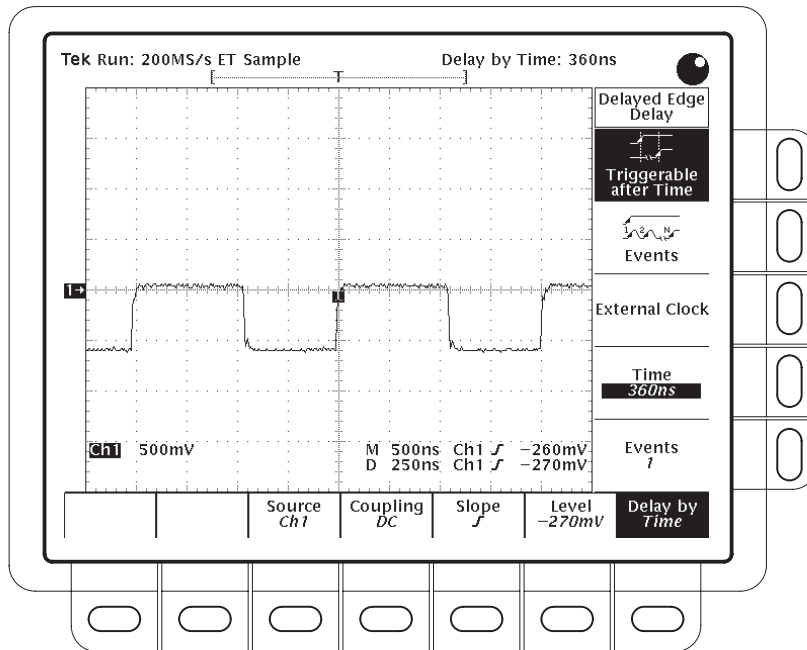 Tek Run: 200MS/s ET Sample
Delay by Time: 360ns
T
Delayed Edge
Delay
Triggerable
after Time
1 2 N
Events
External Clock
Time
360ns
Events
1
1→
T
Ch1 500mV
M 500ns Ch1 ƒ −260mV
D 250ns Ch1 ƒ −270mV
Source
Ch1
Coupling
DC
Slope
ƒ
Level
−270mV
Delay by
Time